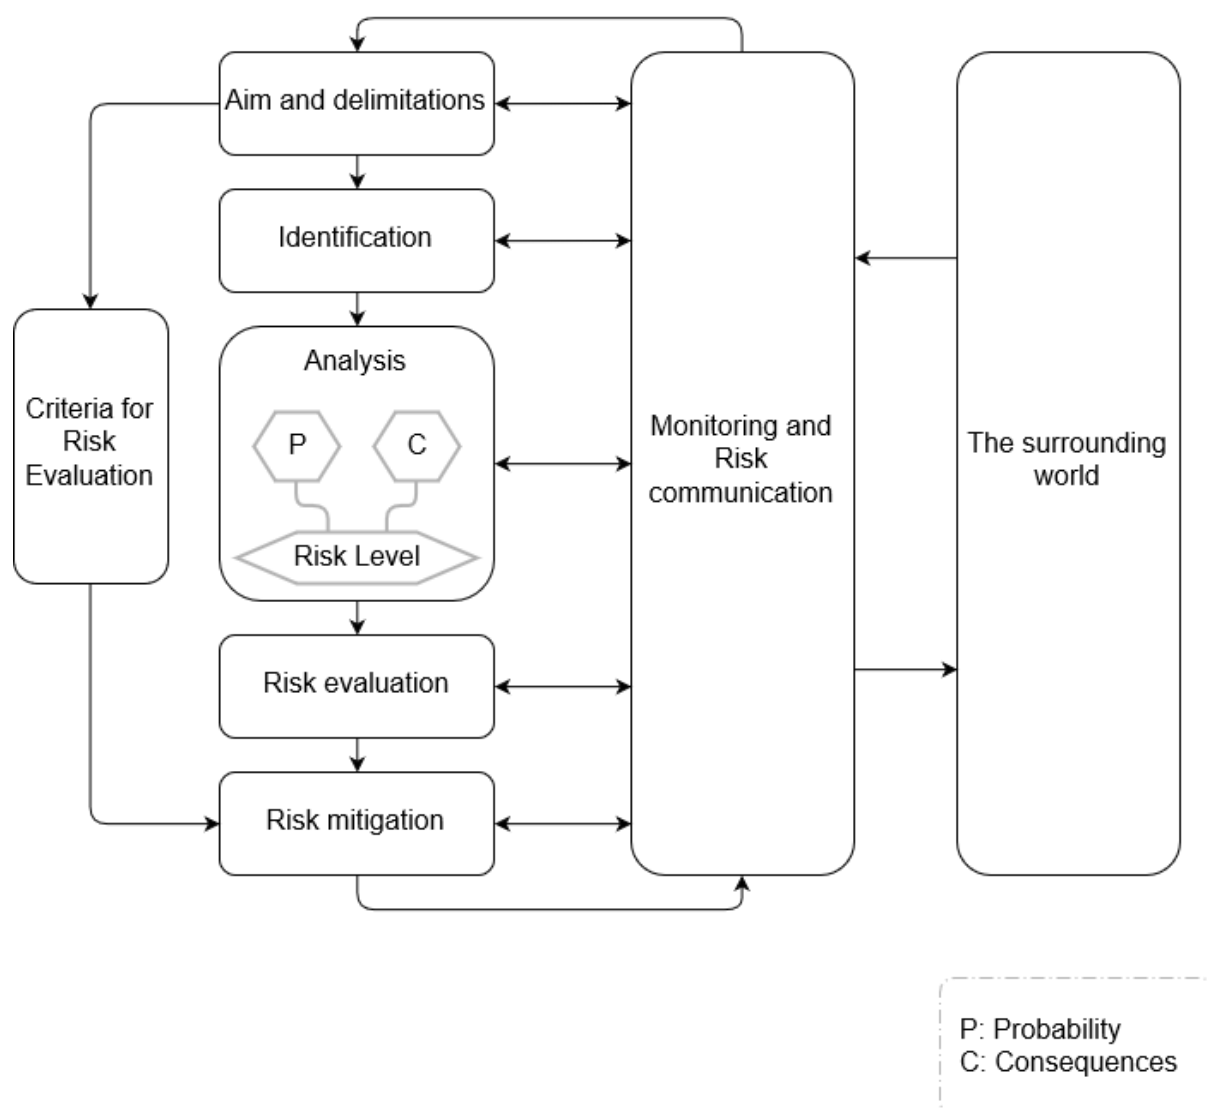 Aim and delimitations
Identification
Criteria for
Risk
Evaluation
Analysis
P
C
Risk Level
Risk evaluation
Risk mitigation
Monitoring and
Risk
communication
The surrounding
world
P: Probability
C: Consequences